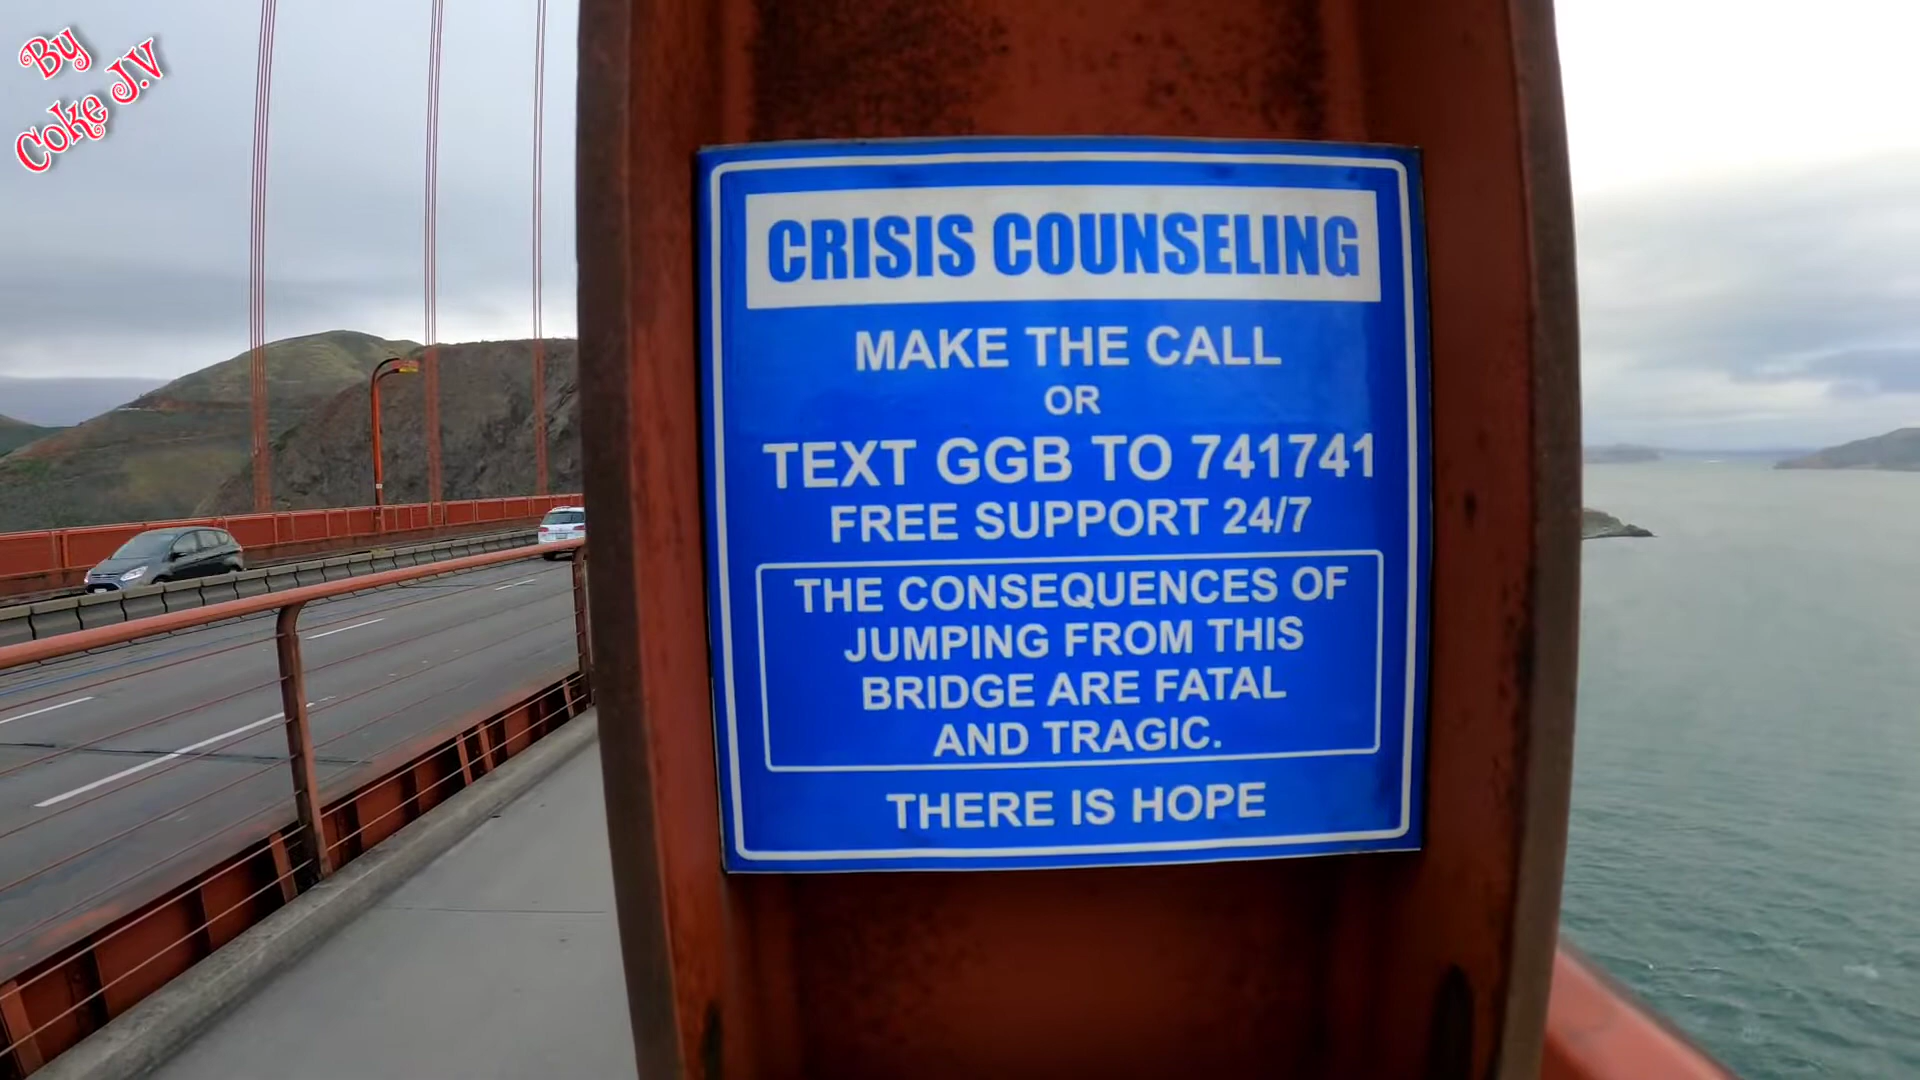 By
Coke J.V
CRISIS COUNSELING
MAKE THE CALL
OR
TEXT GGB TO 741741
FREE SUPPORT 24/7
THE CONSEQUENCES OF
JUMPING FROM THIS
BRIDGE ARE FATAL
AND TRAGIC.
THERE IS HOPE